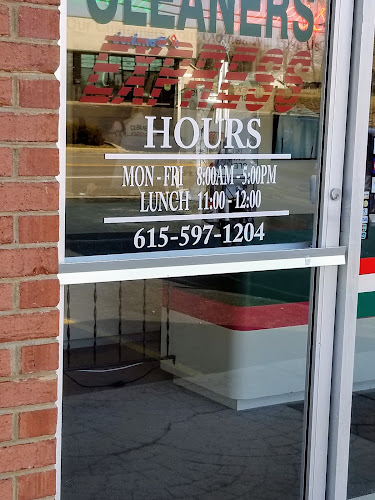 CLEANERS
EXPRESS
HOURS
MON - FRI 8:00AM - 5:00PM
LUNCH 11:00 - 12:00
615-597-1204